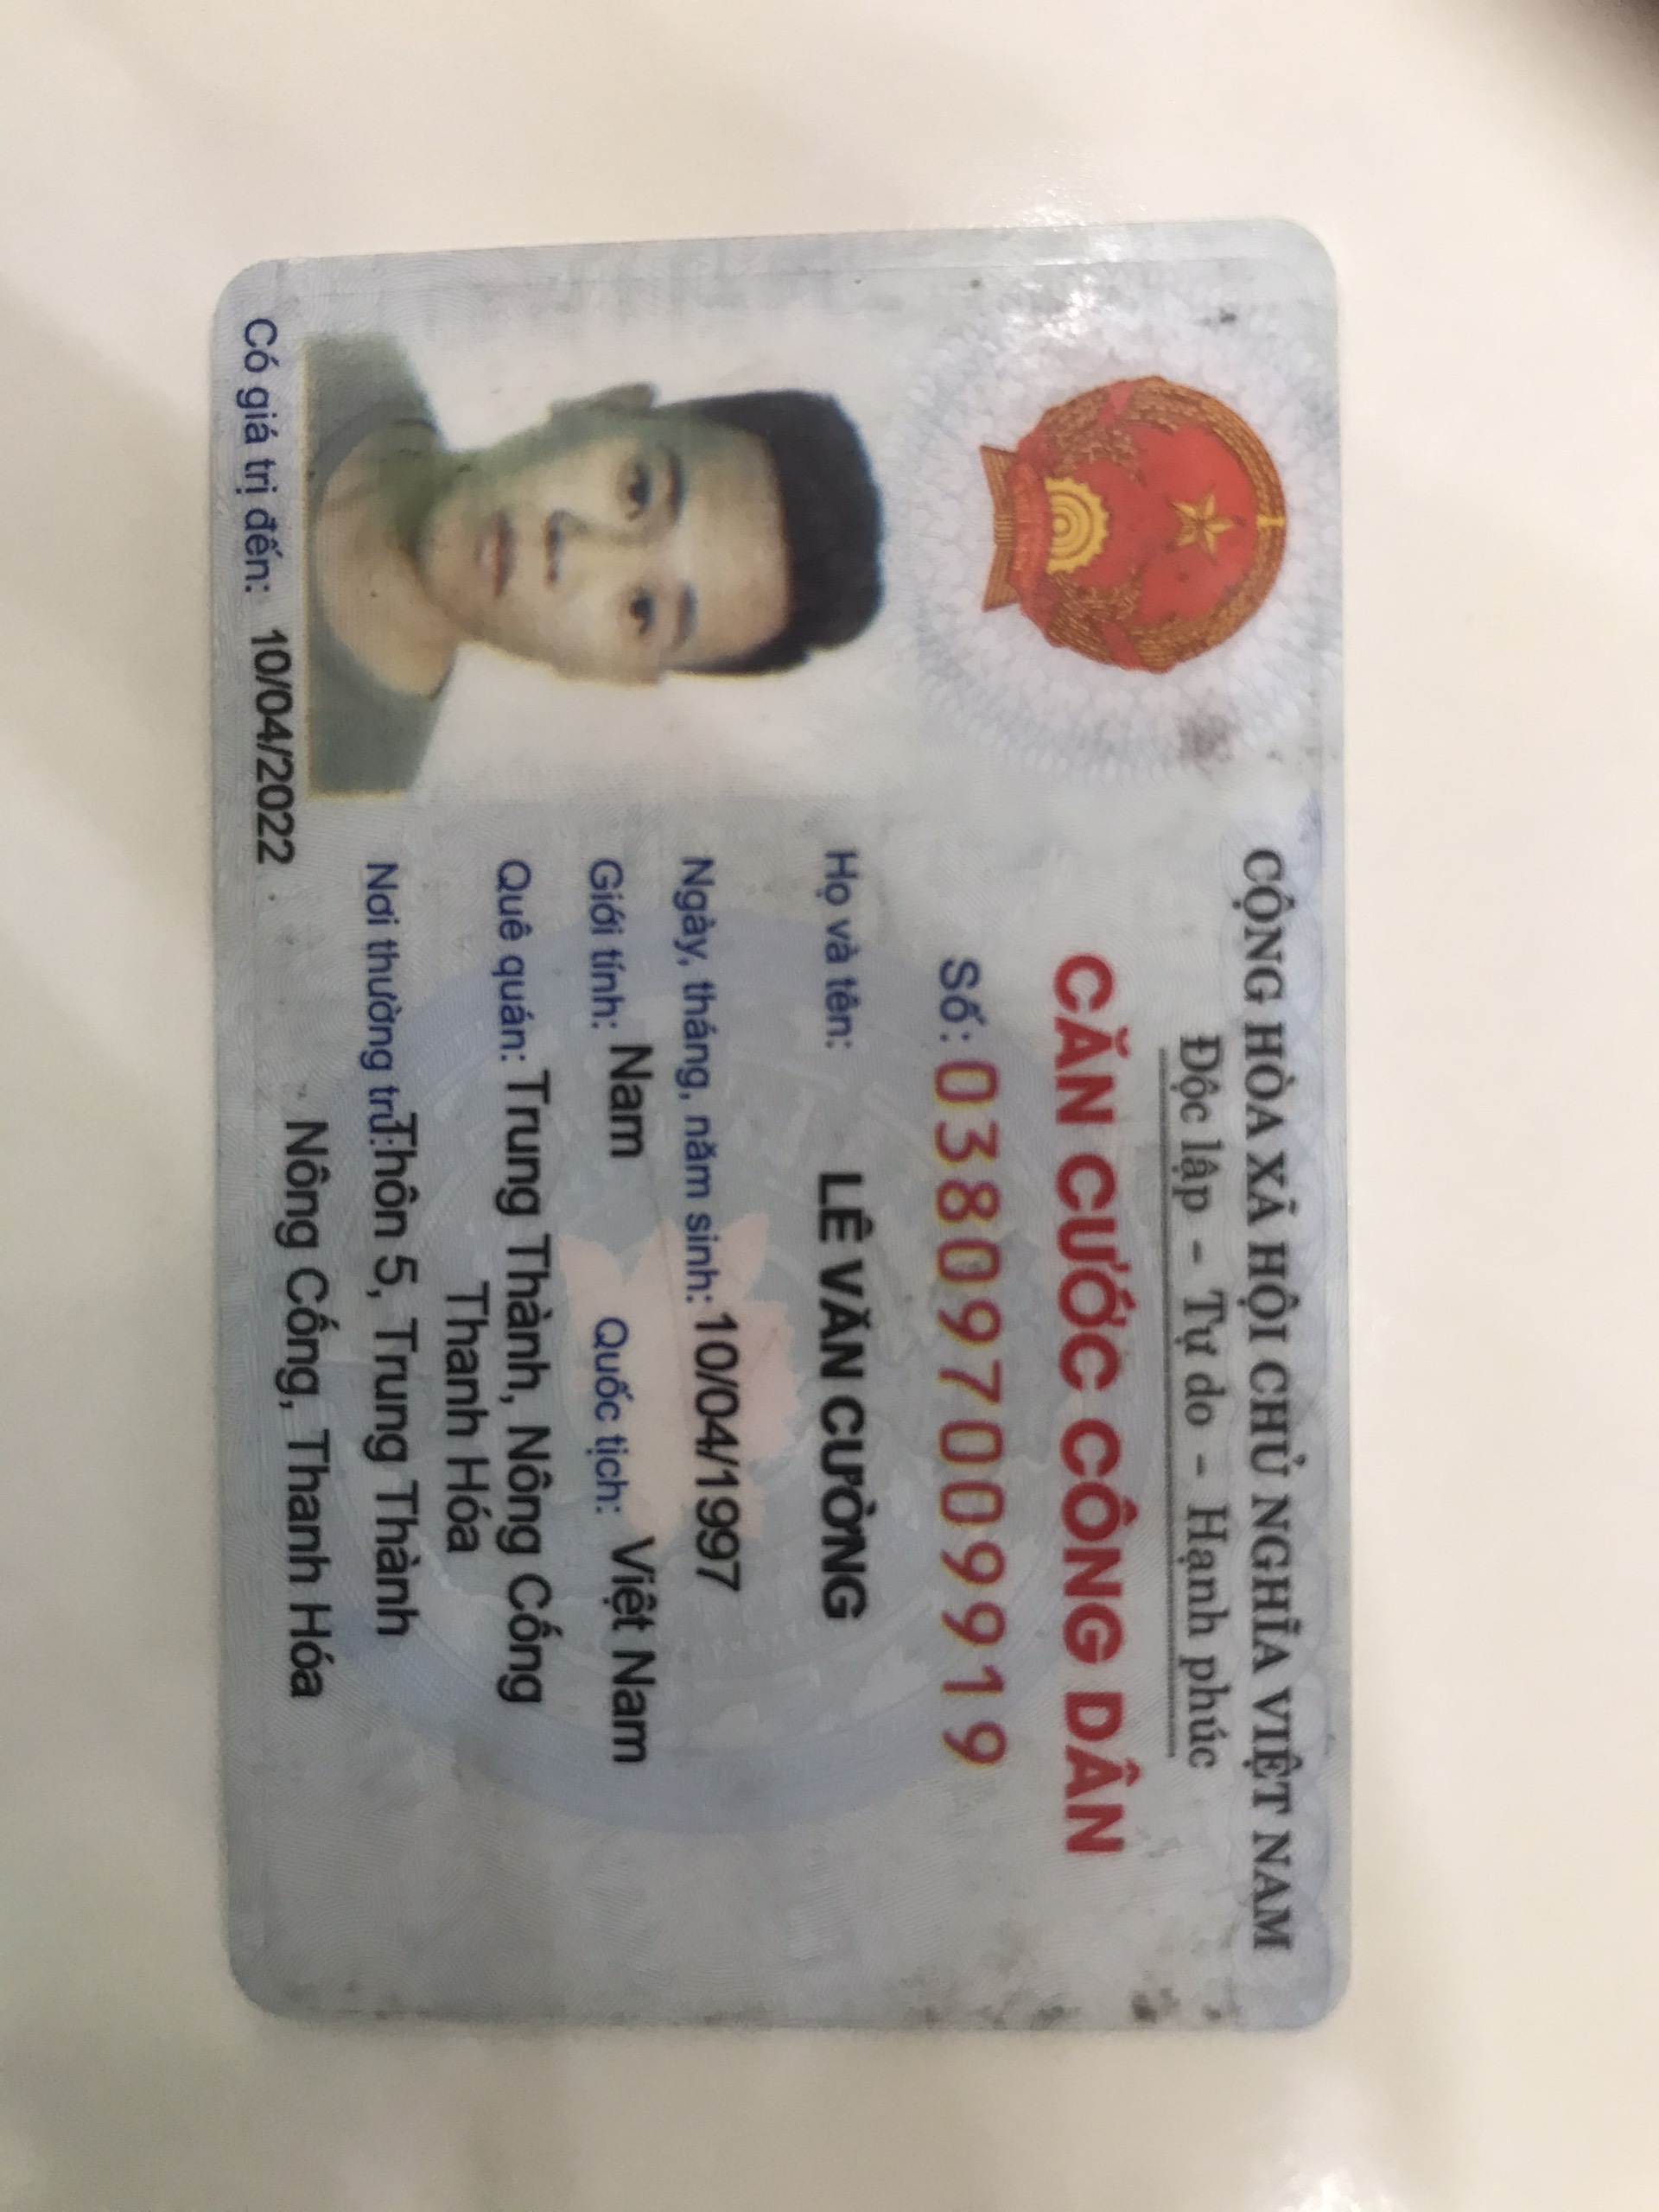 CỘNG HÒA XÃ HỘI CHỦ NGHĨA VIỆT NAM
Độc lập - Tự do - Hạnh phúc
CĂN CƯỚC CÔNG DÂN
Số: 038097009919
Họ và tên: LÊ VĂN CƯỜNG
Ngày, tháng, năm sinh: 10/04/1997
Giới tính: Nam Quốc tịch: Việt Nam
Quê quán: Trung Thành, Nông Cống
Thanh Hóa
Nơi thường trú: Thôn 5, Trung Thành
Nông Cống, Thanh Hóa
Có giá trị đến: 10/04/2022